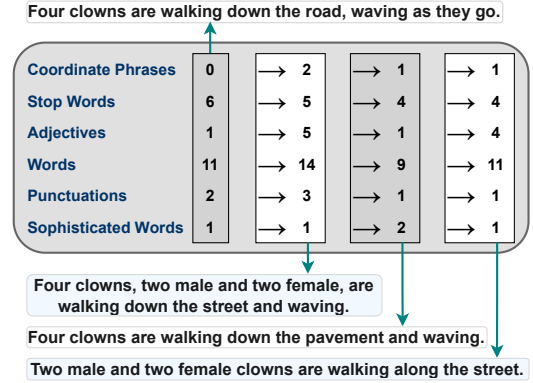 Four clowns are walking down the road, waving as they go.
Coordinate Phrases 0 → 2 → 1 → 1
Stop Words 6 → 5 → 4 → 4
Adjectives 1 → 5 → 1 → 4
Words 11 → 14 → 9 → 11
Punctuations 2 → 3 → 1 → 1
Sophisticated Words 1 → 1 → 2 → 1
Four clowns, two male and two female, are
walking down the street and waving.
Four clowns are walking down the pavement and waving.
Two male and two female clowns are walking along the street.